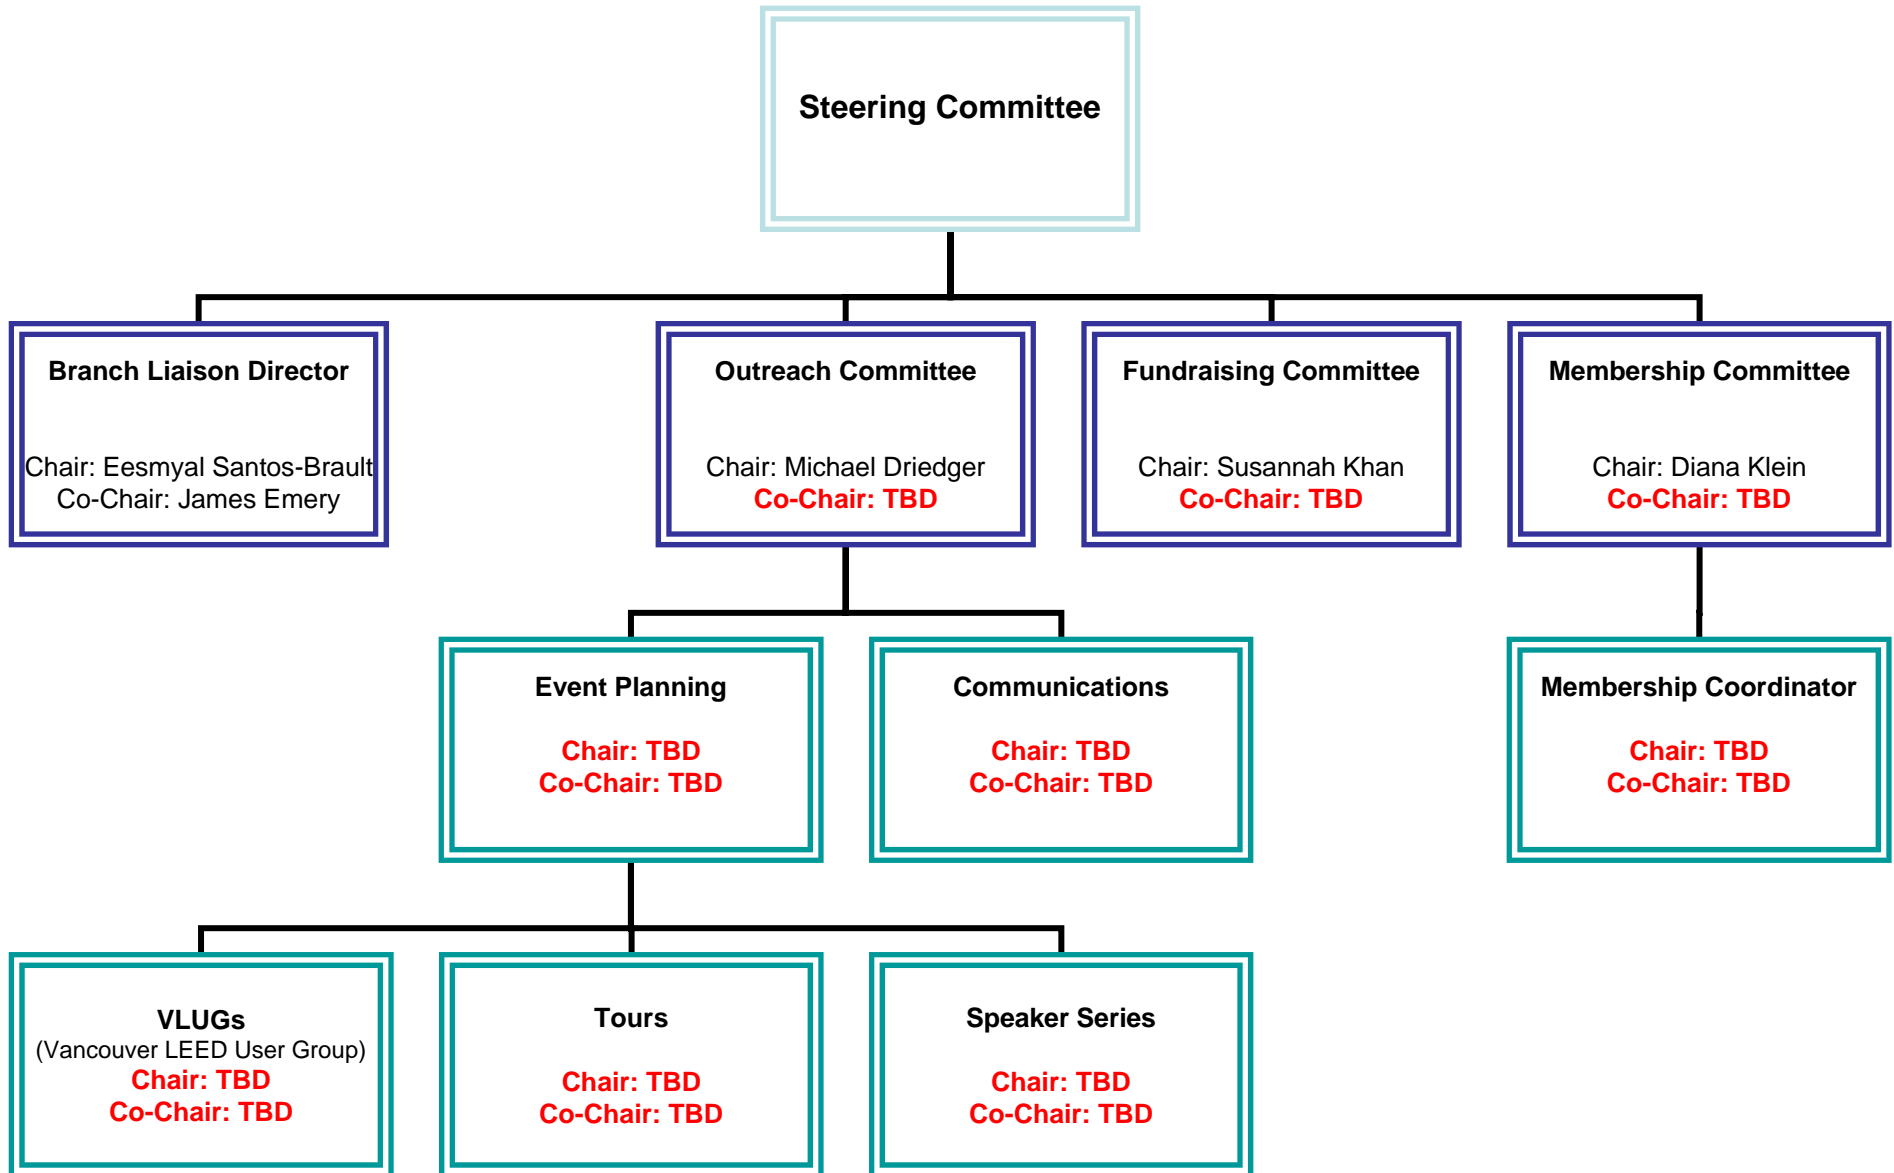 Steering Committee
Branch Liaison Director
Chair: Eesmyal Santos-Brault
Co-Chair: James Emery
Outreach Committee
Chair: Michael Driedger
Co-Chair: TBD
Fundraising Committee
Chair: Susannah Khan
Co-Chair: TBD
Membership Committee
Chair: Diana Klein
Co-Chair: TBD
Event Planning
Chair: TBD
Co-Chair: TBD
Communications
Chair: TBD
Co-Chair: TBD
Membership Coordinator
Chair: TBD
Co-Chair: TBD
VLUGs
(Vancouver LEED User Group)
Chair: TBD
Co-Chair: TBD
Tours
Chair: TBD
Co-Chair: TBD
Speaker Series
Chair: TBD
Co-Chair: TBD